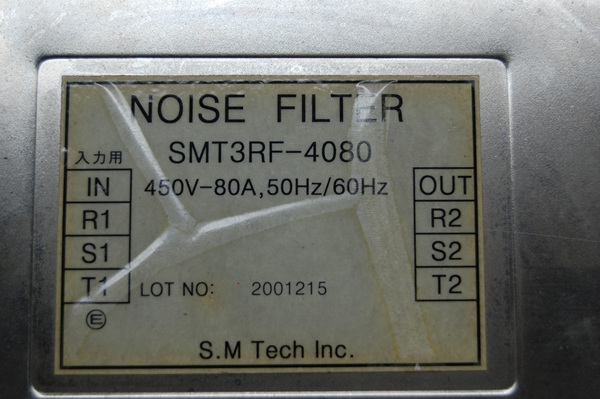 NOISE FILTER
入力用 SMT3RF-4080
IN 450V-80A,50Hz/60Hz OUT
R1 R2
S1 S2
T1 LOT NO: 2001215 T2
Ⓔ
S.M Tech Inc.